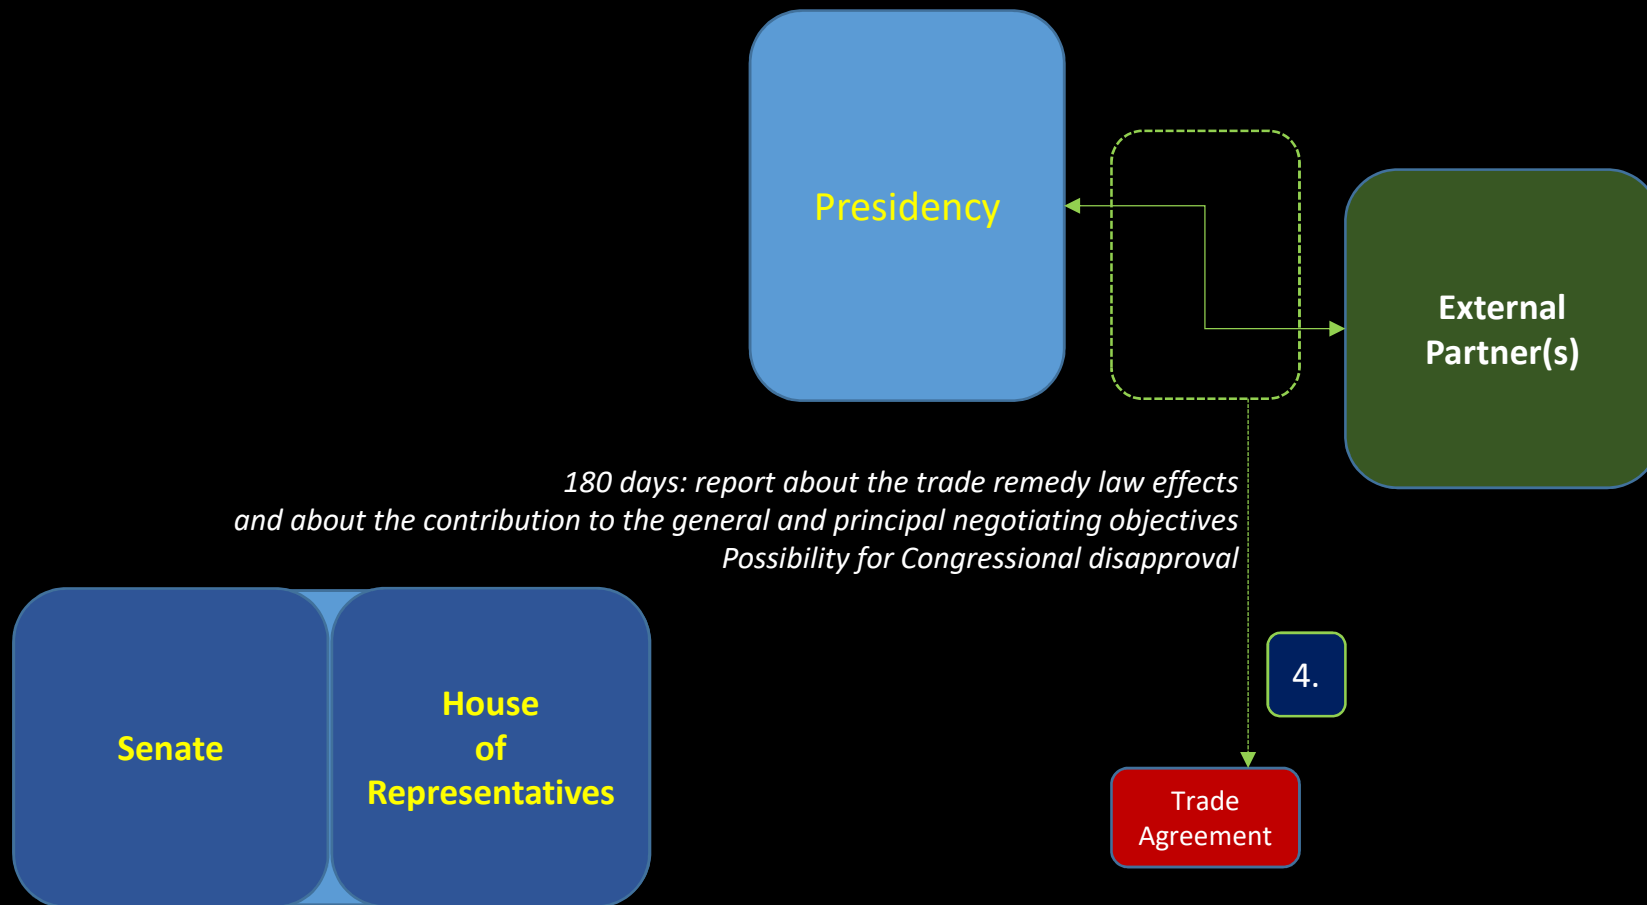 Presidency
External
Partner(s)
180 days: report about the trade remedy law effects
and about the contribution to the general and principal negotiating objectives
Possibility for Congressional disapproval
Senate
House
of
Representatives
4.
Trade
Agreement